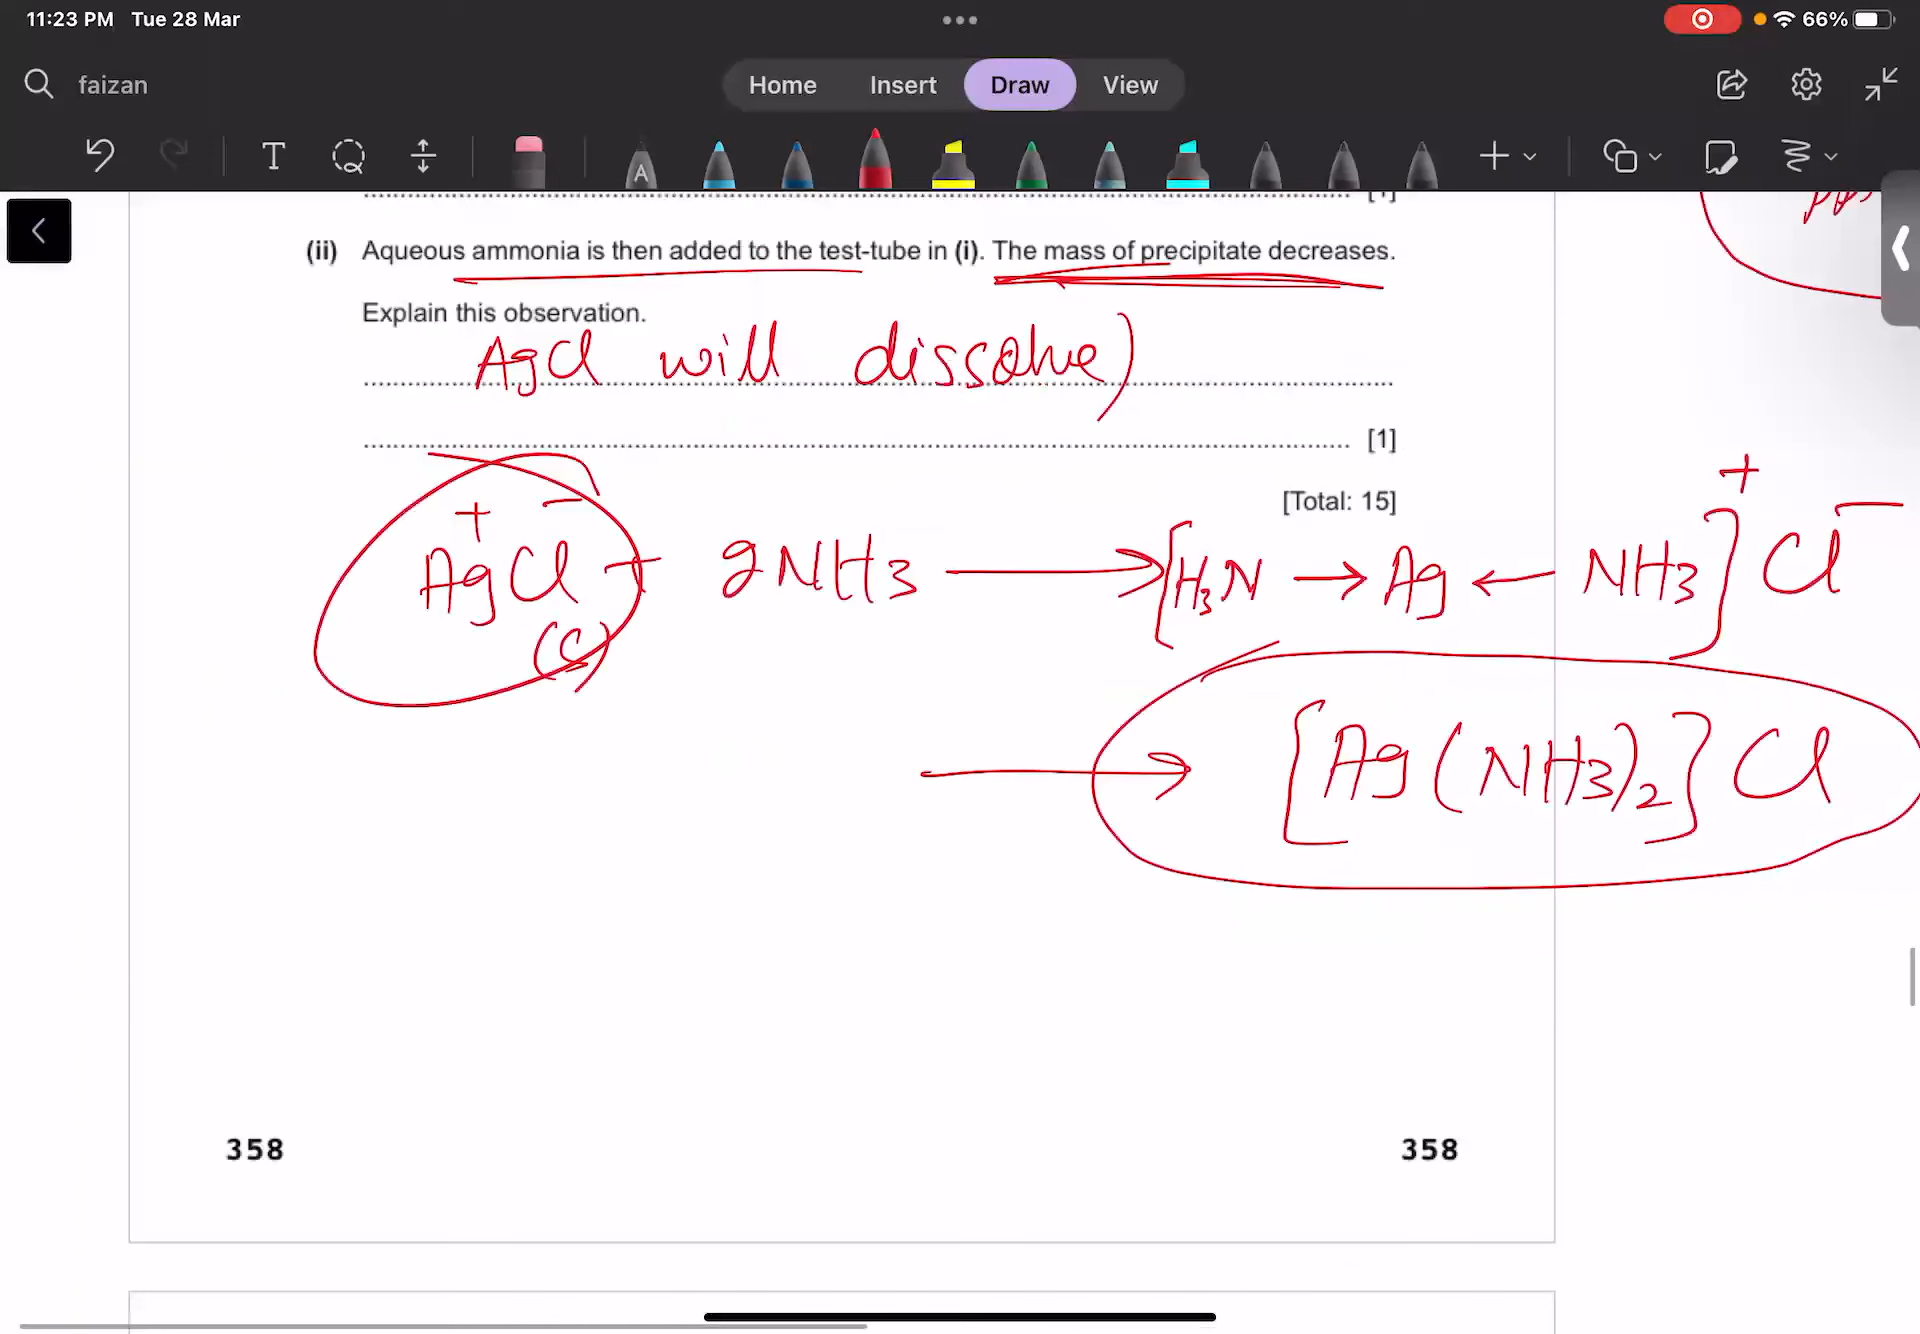 11:23 PM Tue 28 Mar
66%
faizan
Home Insert Draw View
T
A
[1]
(ii) Aqueous ammonia is then added to the test-tube in (i). The mass of precipitate decreases.
Explain this observation.
AgCl will dissolve)
[1]
[Total: 15]
+ − +
AgCl + 2NH3 → [H3N → Ag ← NH3]+ Cl−
(s)
→ [Ag(NH3)2]Cl
358 358